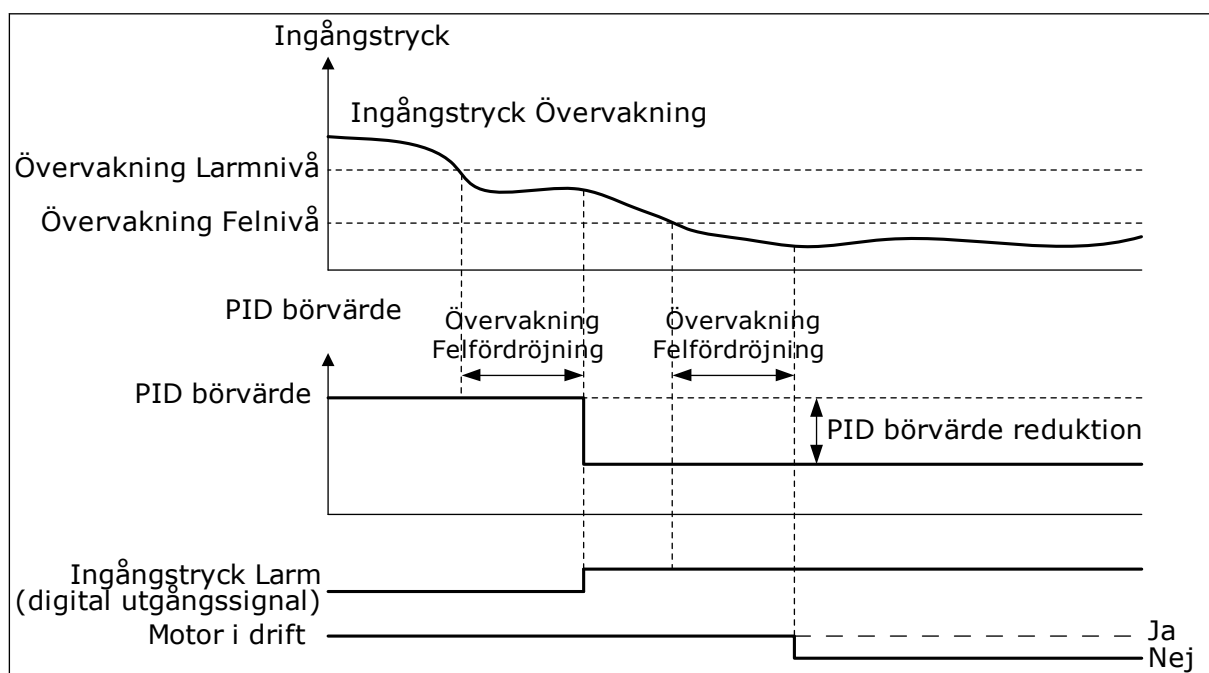 Ingångstryck
Ingångstryck Övervakning
Övervakning Larmnivå
Övervakning Felnivå
PID börvärde
Övervakning
Felfördröjning
Övervakning
Felfördröjning
PID börvärde
PID börvärde reduktion
Ingångstryck Larm
(digital utgångssignal)
Motor i drift
Ja
Nej